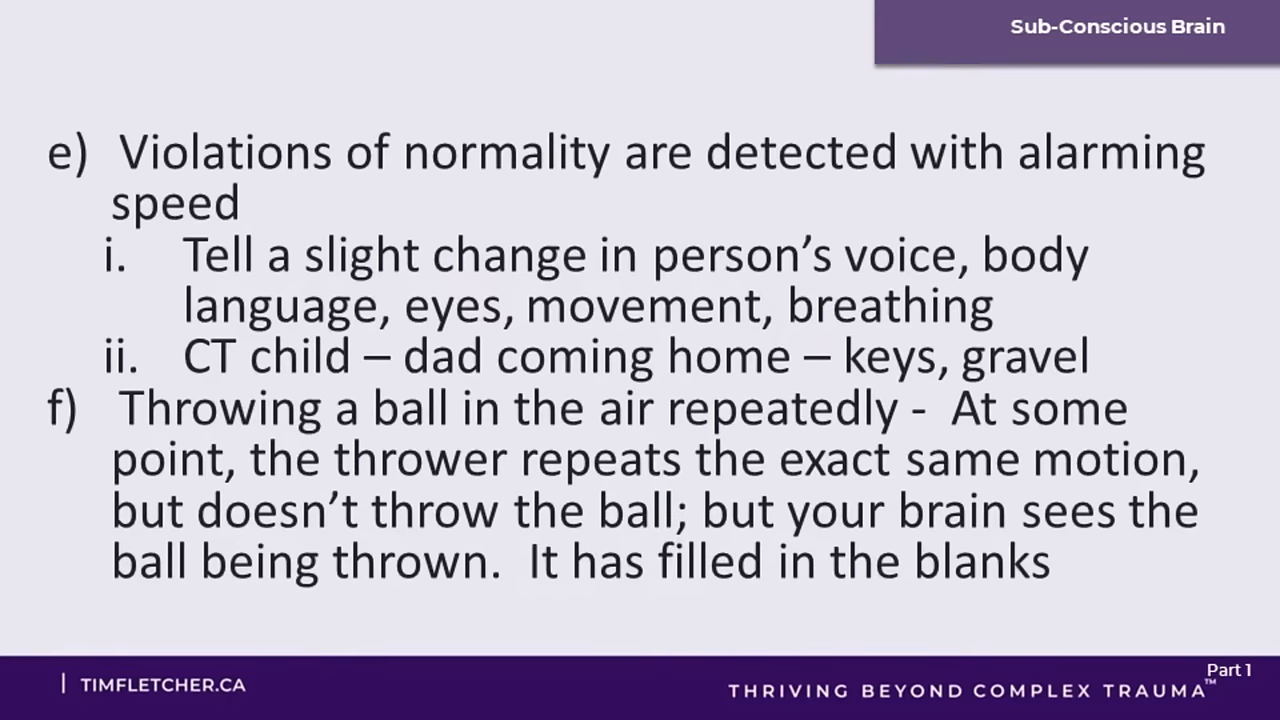 Sub-Conscious Brain
e) Violations of normality are detected with alarming
speed
i. Tell a slight change in person’s voice, body
language, eyes, movement, breathing
ii. CT child – dad coming home – keys, gravel
f) Throwing a ball in the air repeatedly - At some
point, the thrower repeats the exact same motion,
but doesn’t throw the ball; but your brain sees the
ball being thrown. It has filled in the blanks
Part 1
| TIMFLETCHER.CA
THRIVING BEYOND COMPLEX TRAUMA™